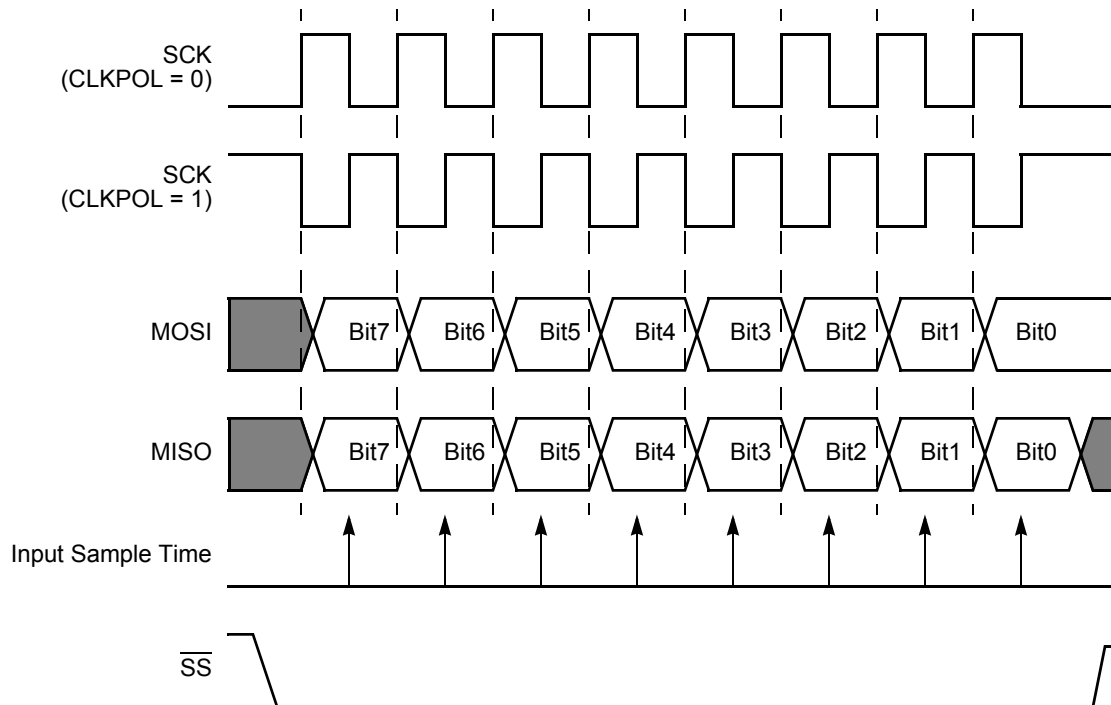 SCK
(CLKPOL = 0)
SCK
(CLKPOL = 1)
MOSI
Bit7 Bit6 Bit5 Bit4 Bit3 Bit2 Bit1 Bit0
MISO
Bit7 Bit6 Bit5 Bit4 Bit3 Bit2 Bit1 Bit0
Input Sample Time
SS